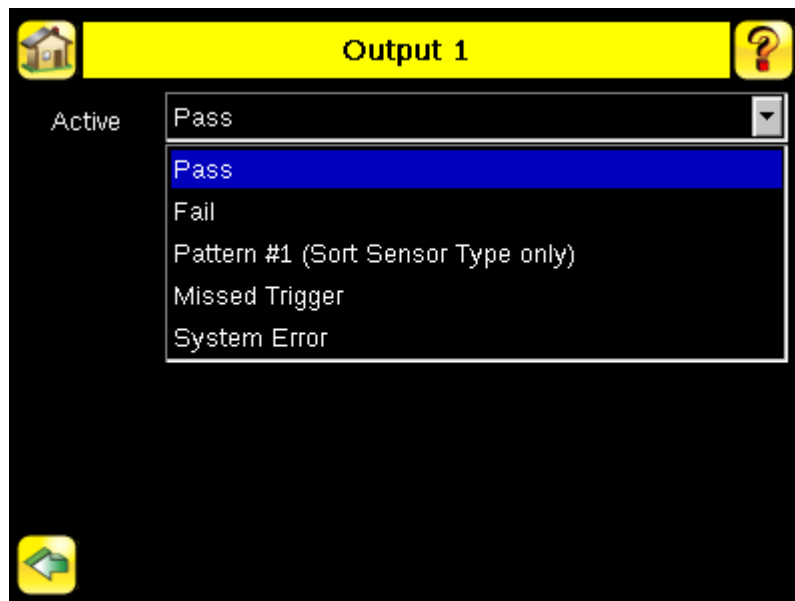 Output 1
Active Pass
Pass
Fail
Pattern #1 (Sort Sensor Type only)
Missed Trigger
System Error